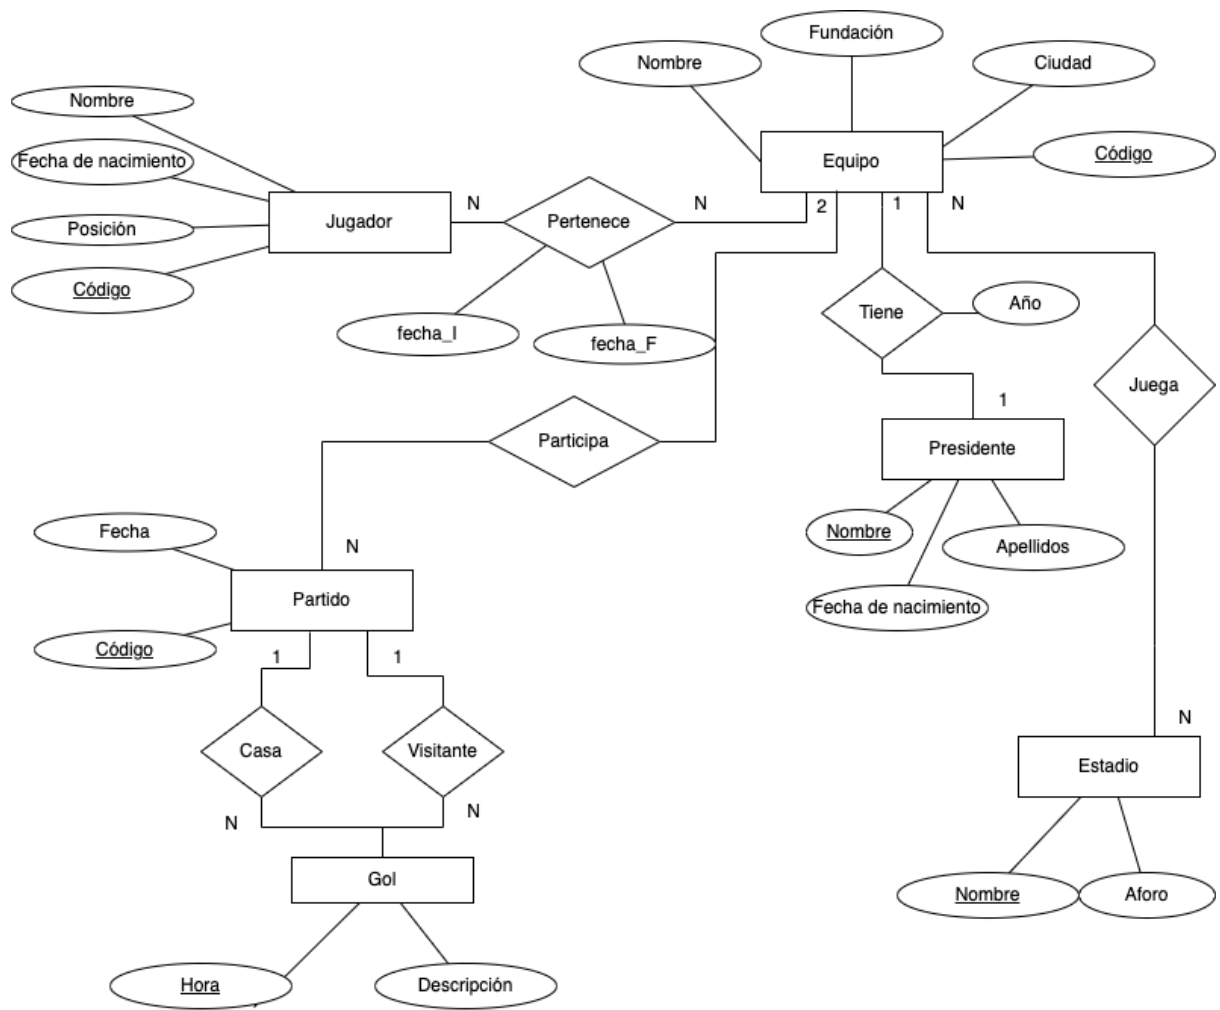 Fundación
Nombre
Ciudad
Nombre
Equipo
Código
Fecha de nacimiento
Jugador
N
N
2
1
N
Pertenece
Posición
Código
fecha_I
fecha_F
Tiene
Año
Juega
1
Participa
Presidente
Nombre
Apellidos
Fecha de nacimiento
Fecha
N
Partido
Código
1
1
N
Casa
Visitante
Estadio
N
N
Gol
Nombre
Aforo
Hora
Descripción